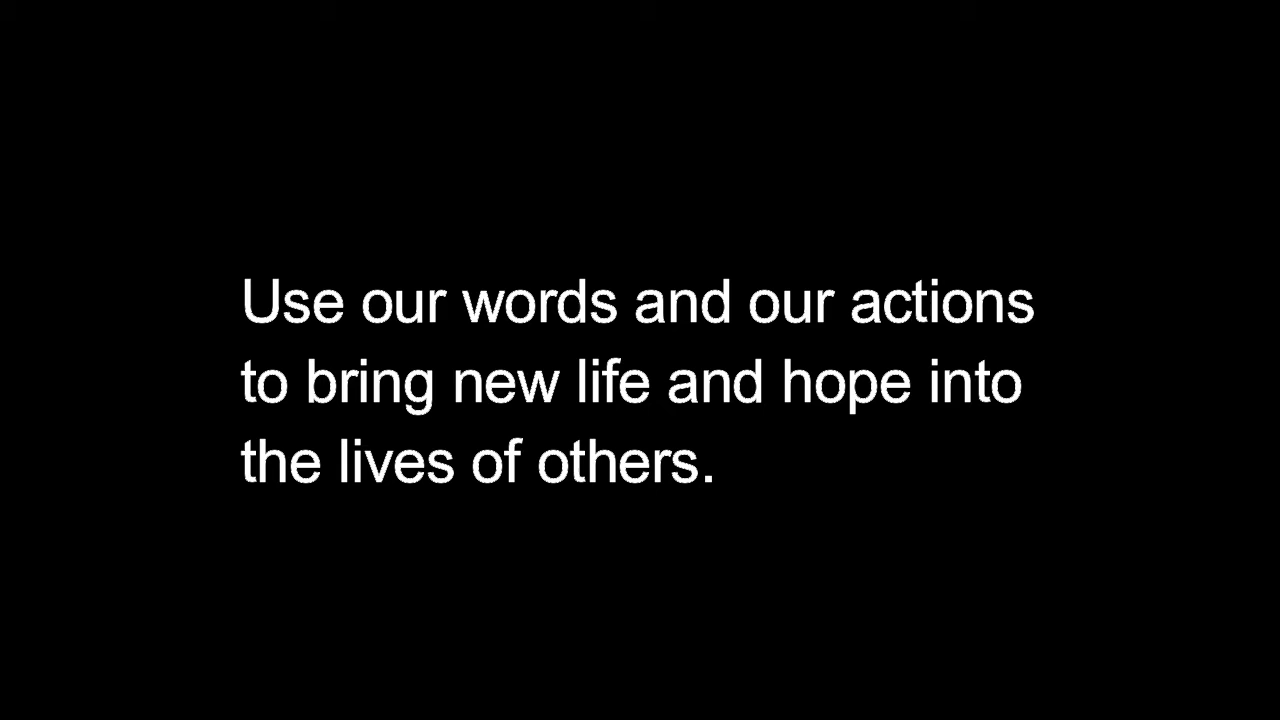 Use our words and our actions
to bring new life and hope into
the lives of others.